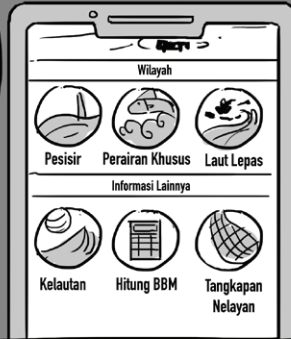 Wilayah
Pesisir Perairan Khusus Laut Lepas
Informasi Lainnya
Kelautan Hitung BBM Tangkapan
Nelayan